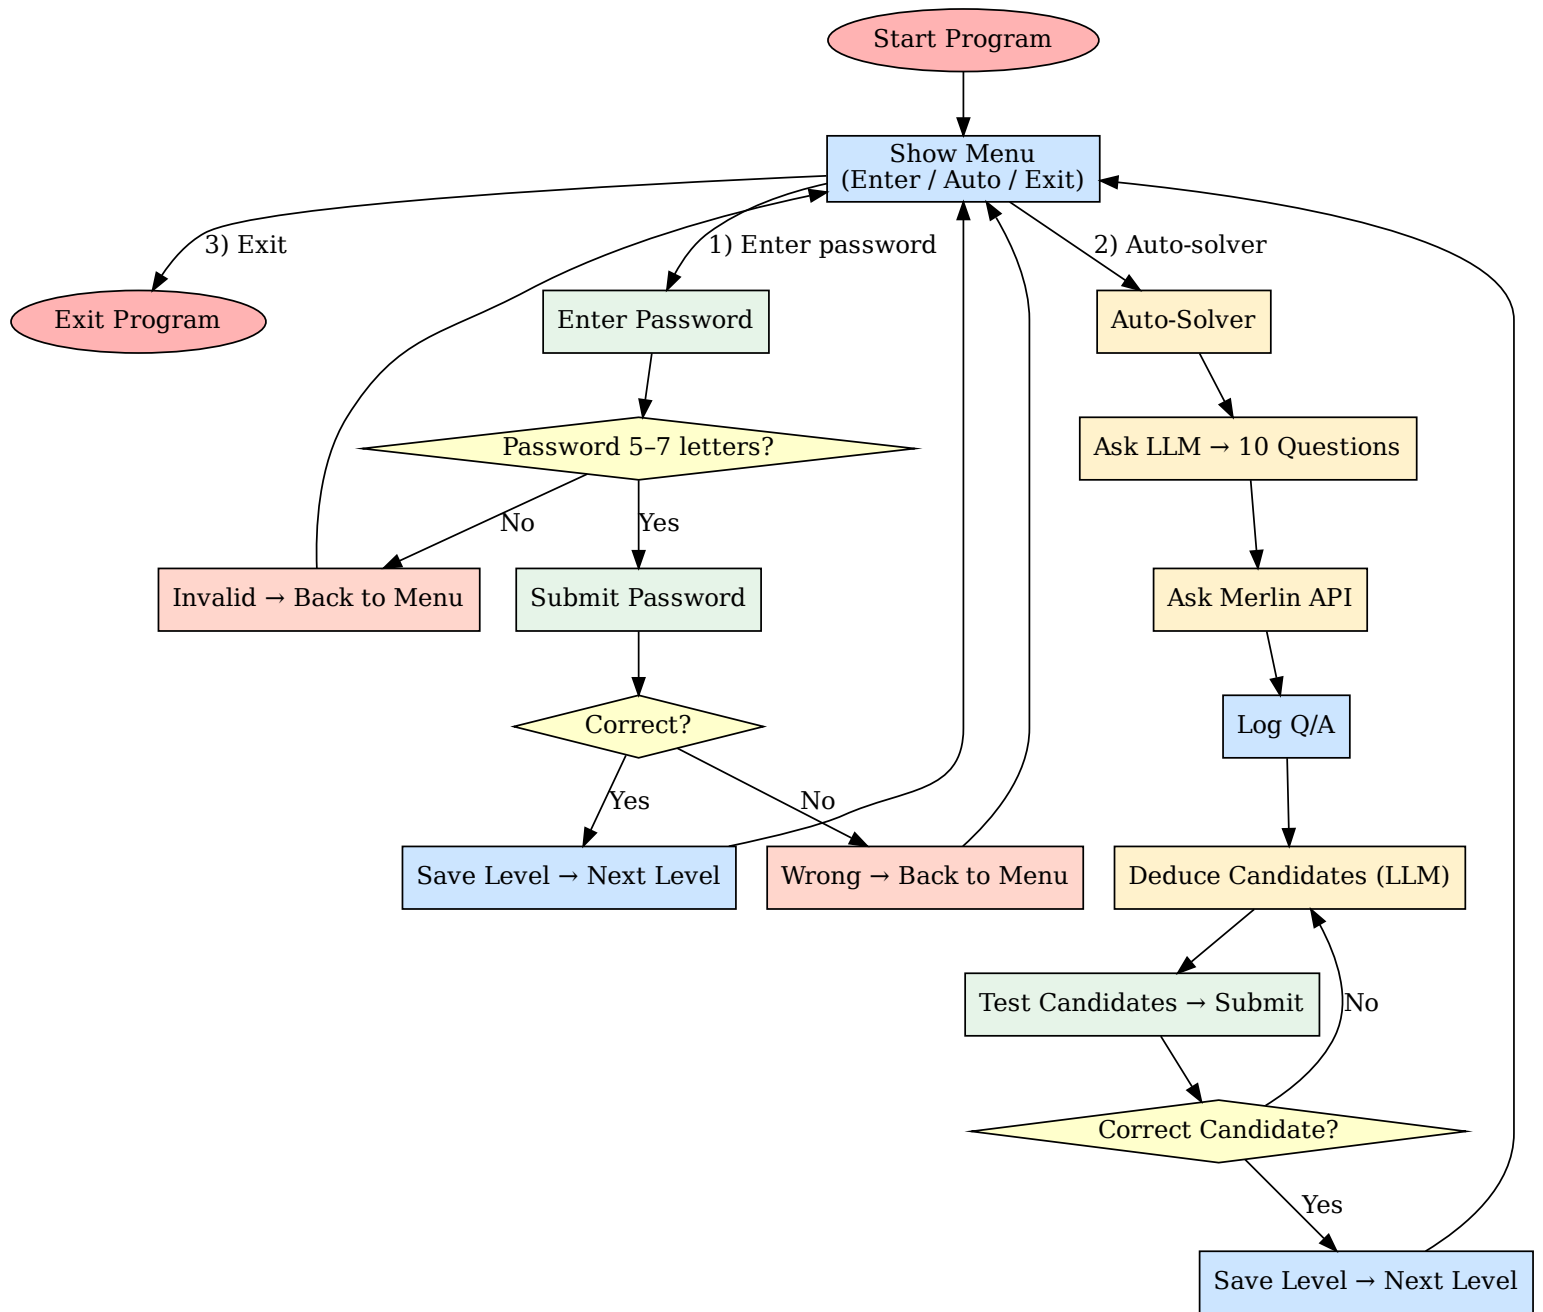 Start Program
Show Menu
(Enter / Auto / Exit)
3) Exit
1) Enter password
2) Auto-solver
Exit Program
Enter Password
Auto-Solver
Password 5–7 letters?
Ask LLM → 10 Questions
No
Yes
Invalid → Back to Menu
Submit Password
Ask Merlin API
Correct?
Log Q/A
Yes
No
Save Level → Next Level
Wrong → Back to Menu
Deduce Candidates (LLM)
Test Candidates → Submit
No
Correct Candidate?
Yes
Save Level → Next Level